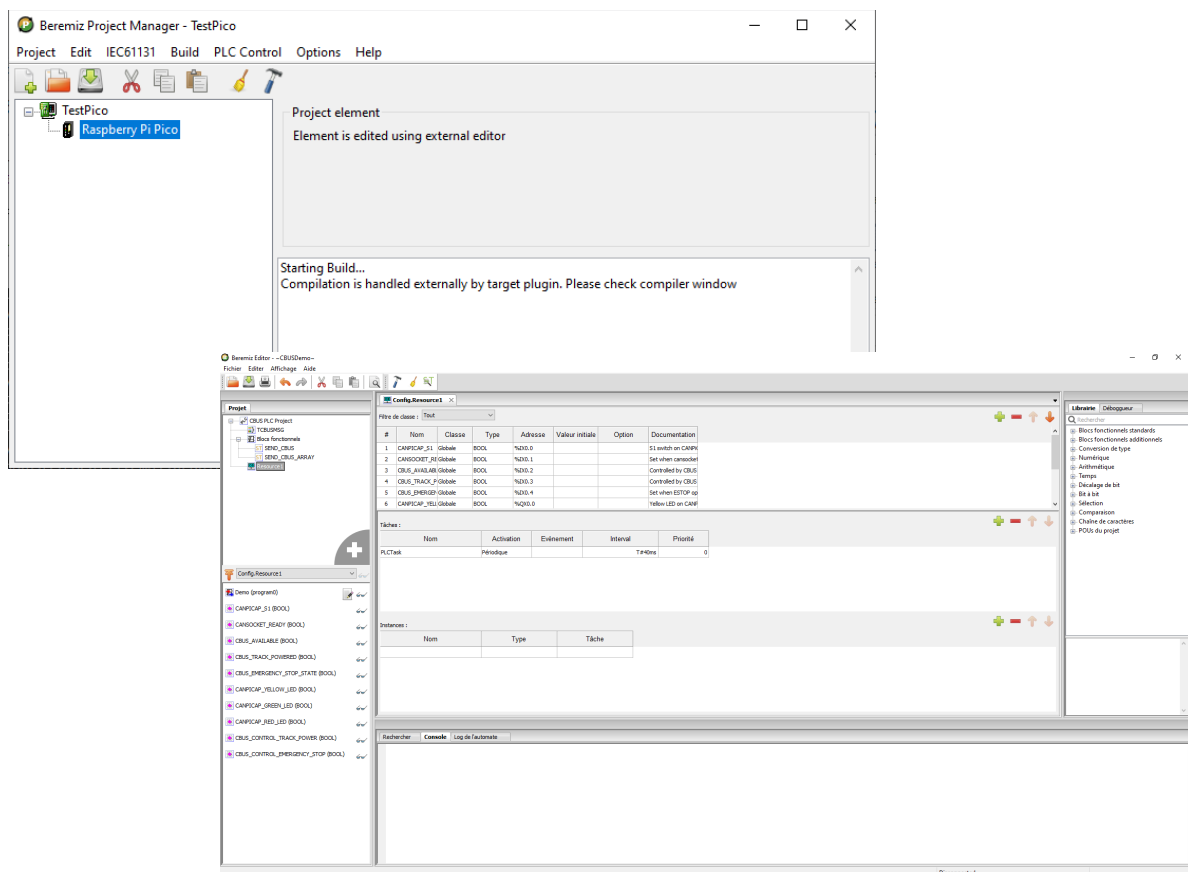 Beremiz Project Manager - TestPico
Project Edit IEC61131 Build PLC Control Options Help
TestPico
Raspberry Pi Pico
Project element
Element is edited using external editor
Starting Build...
Compilation is handled externally by target plugin. Please check compiler window
Beremiz Editor - ~CBUSDemo~
Fichier Editer Affichage Aide
Projet
CBUS PLC Project
TCBUSMSG
Blocs fonctionnels
SEND_CBUS
SEND_CBUS_ARRAY
Resource1
Config.Resource1
Demo (program0)
CANPICAP_S1 (BOOL)
CANSOCKET_READY (BOOL)
CBUS_AVAILABLE (BOOL)
CBUS_TRACK_POWERED (BOOL)
CBUS_EMERGENCY_STOP_STATE (BOOL)
CANPICAP_YELLOW_LED (BOOL)
CANPICAP_GREEN_LED (BOOL)
CANPICAP_RED_LED (BOOL)
CBUS_CONTROL_TRACK_POWER (BOOL)
CBUS_CONTROL_EMERGENCY_STOP (BOOL)
Config.Resource1
Filtre de classe : Tout
# Nom Classe Type Adresse Valeur initiale Option Documentation
1 CANPICAP_S1 Globale BOOL %IX0.0 S1 switch on CANPI
2 CANSOCKET_RE Globale BOOL %IX0.1 Set when cansocket
3 CBUS_AVAILABL Globale BOOL %IX0.2 Controlled by CBUS
4 CBUS_TRACK_P Globale BOOL %IX0.3 Controlled by CBUS
5 CBUS_EMERGEN Globale BOOL %IX0.4 Set when ESTOP op
6 CANPICAP_YELL Globale BOOL %QX0.0 Yellow LED on CANP
Tâches :
Nom Activation Evénement Interval Priorité
PLCTask Périodique T#40ms 0
Instances :
Nom Type Tâche
Rechercher Console Log de l'automate
Librairie Débogueur
Rechercher
Blocs fonctionnels standards
Blocs fonctionnels additionnels
Conversion de type
Numérique
Arithmétique
Temps
Décalage de bit
Bit à bit
Sélection
Comparaison
Chaîne de caractères
POUs du projet